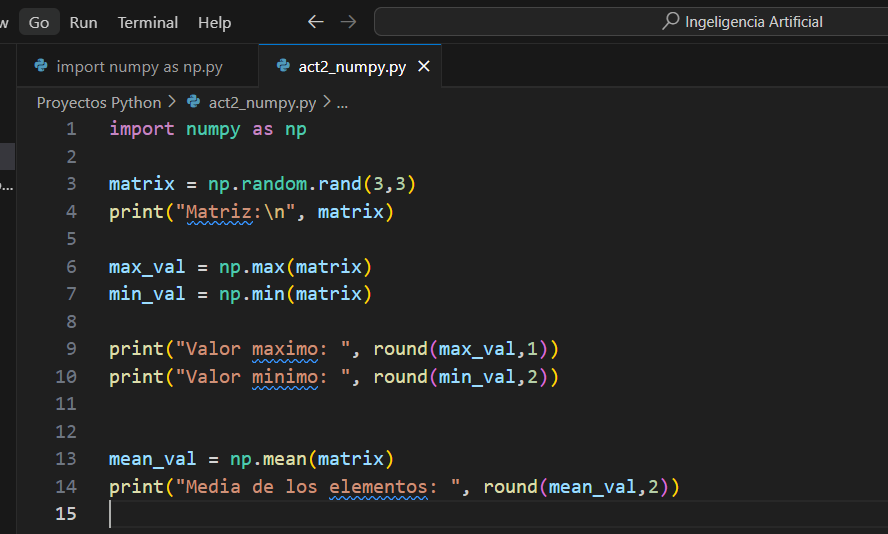 Go Run Terminal Help ← → Ingeligencia Artificial
import numpy as np.py act2_numpy.py ×
Proyectos Python > act2_numpy.py > ...
1 import numpy as np
2
3 matrix = np.random.rand(3,3)
4 print("Matriz:\n", matrix)
5
6 max_val = np.max(matrix)
7 min_val = np.min(matrix)
8
9 print("Valor maximo: ", round(max_val,1))
10 print("Valor minimo: ", round(min_val,2))
11
12
13 mean_val = np.mean(matrix)
14 print("Media de los elementos: ", round(mean_val,2))
15